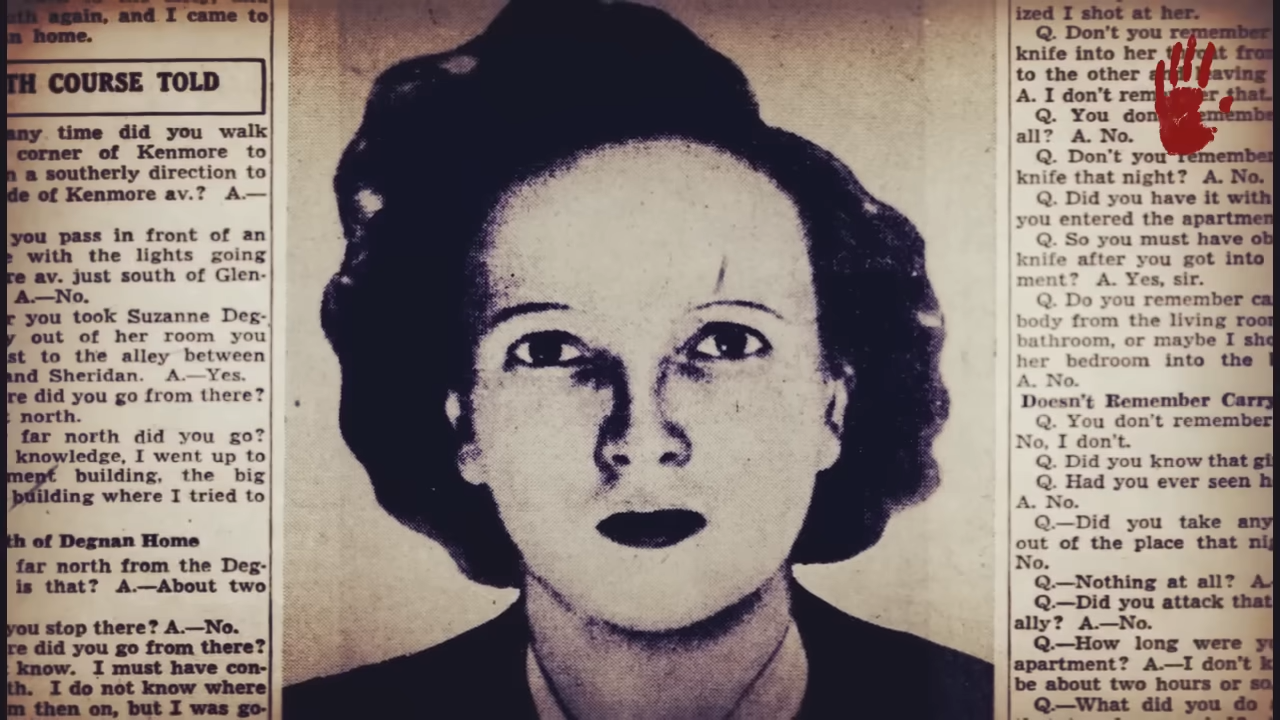 ath again, and I came to
n home.
TH COURSE TOLD
any time did you walk
corner of Kenmore to
n a southerly direction to
de of Kenmore av.? A.—
you pass in front of an
e with the lights going
re av. just south of Glen-
A.—No.
r you took Suzanne Deg-
y out of her room you
st to the alley between
and Sheridan. A.—Yes.
re did you go from there?
t north.
far north did you go?
knowledge, I went up to
ment building, the big
building where I tried to
th of Degnan Home
far north from the Deg-
is that? A.—About two
you stop there? A.—No.
re did you go from there?
t know. I must have con-
th. I do not know where
m then on, but I was go-
ized I shot at her.
Q. Don't you remember
knife into her throat from
to the other and leaving
A. I don't remember that.
Q. You don't remembe
all? A. No.
Q. Don't you remember
knife that night? A. No.
Q. Did you have it with
you entered the apartmen
Q. So you must have ob
knife after you got into
ment? A. Yes, sir.
Q. Do you remember ca
body from the living roor
bathroom, or maybe I sho
her bedroom into the
A. No.
Doesn't Remember Carry
Q. You don't remember
No, I don't.
Q. Did you know that gi
Q. Had you ever seen h
A. No.
Q.—Did you take any
out of the place that nig
No.
Q.—Nothing at all? A.
Q.—Did you attack that
ally? A.—No.
Q.—How long were y
apartment? A.—I don't k
be about two hours or so.
Q.—What did you do